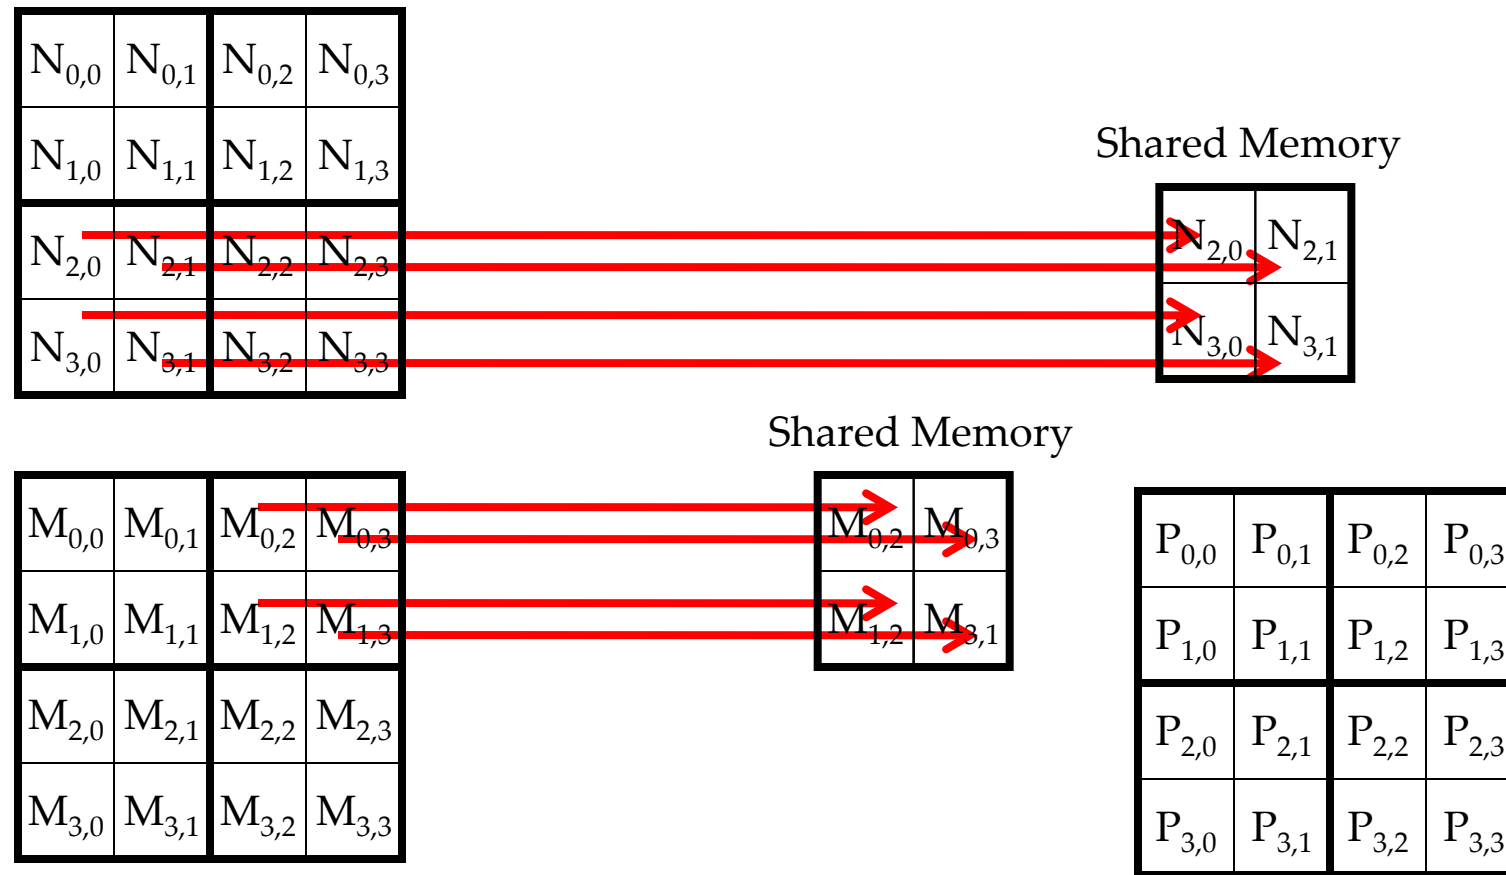 N0,0 N0,1 N0,2 N0,3
N1,0 N1,1 N1,2 N1,3
N2,0 N2,1 N2,2 N2,3
N3,0 N3,1 N3,2 N3,3
Shared Memory
N2,0 N2,1
N3,0 N3,1
Shared Memory
M0,0 M0,1 M0,2 M0,3
M1,0 M1,1 M1,2 M1,3
M2,0 M2,1 M2,2 M2,3
M3,0 M3,1 M3,2 M3,3
M0,2 M0,3
M1,2 M3,1
P0,0 P0,1 P0,2 P0,3
P1,0 P1,1 P1,2 P1,3
P2,0 P2,1 P2,2 P2,3
P3,0 P3,1 P3,2 P3,3